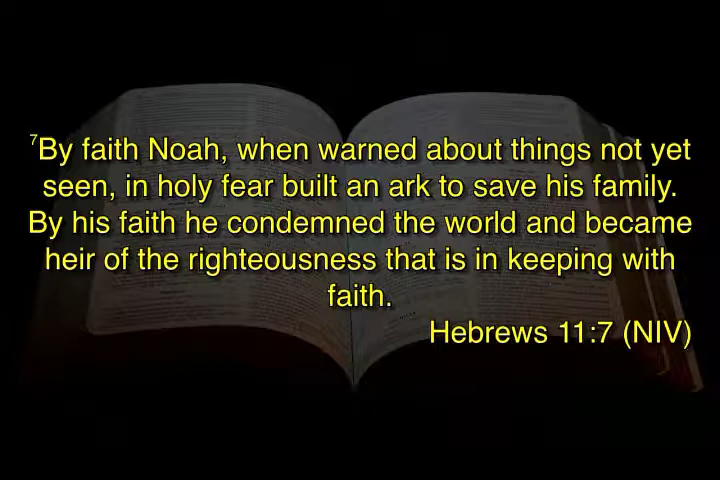 ⁷By faith Noah, when warned about things not yet
seen, in holy fear built an ark to save his family.
By his faith he condemned the world and became
heir of the righteousness that is in keeping with
faith.
Hebrews 11:7 (NIV)